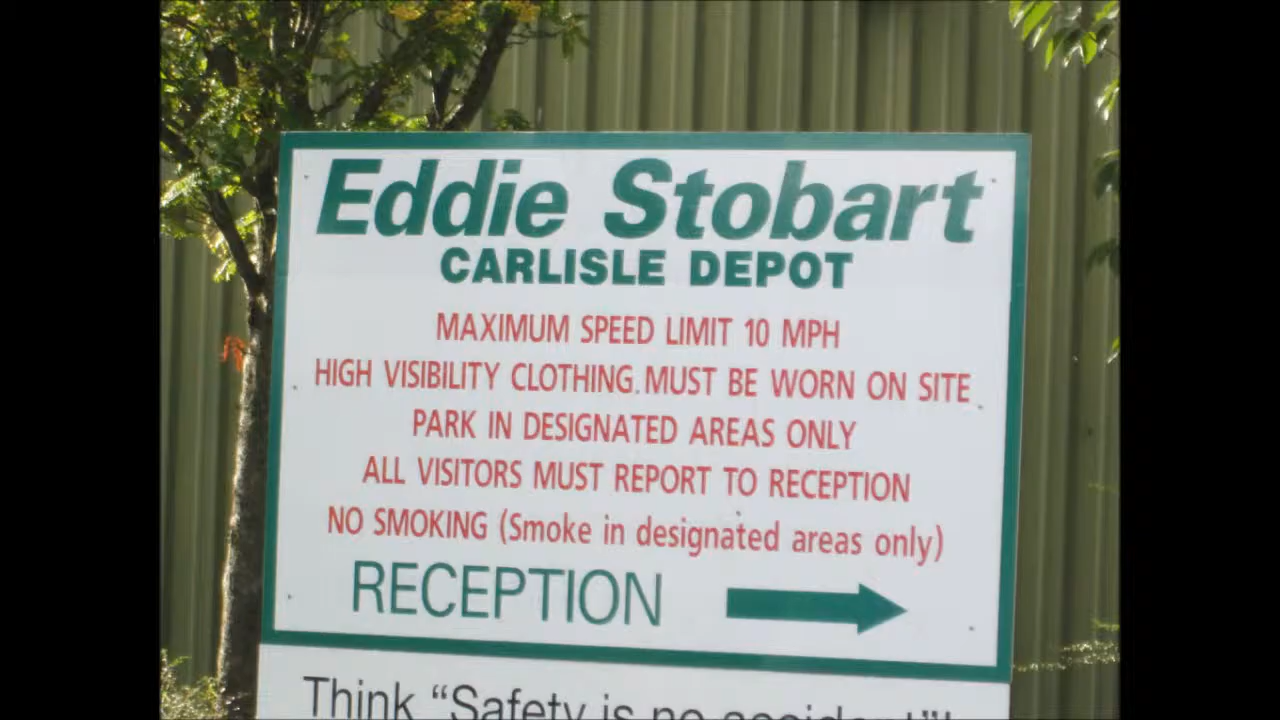 Eddie Stobart
CARLISLE DEPOT
MAXIMUM SPEED LIMIT 10 MPH
HIGH VISIBILITY CLOTHING. MUST BE WORN ON SITE
PARK IN DESIGNATED AREAS ONLY
ALL VISITORS MUST REPORT TO RECEPTION
NO SMOKING (Smoke in designated areas only)
RECEPTION
Think “Safety is no accident”!